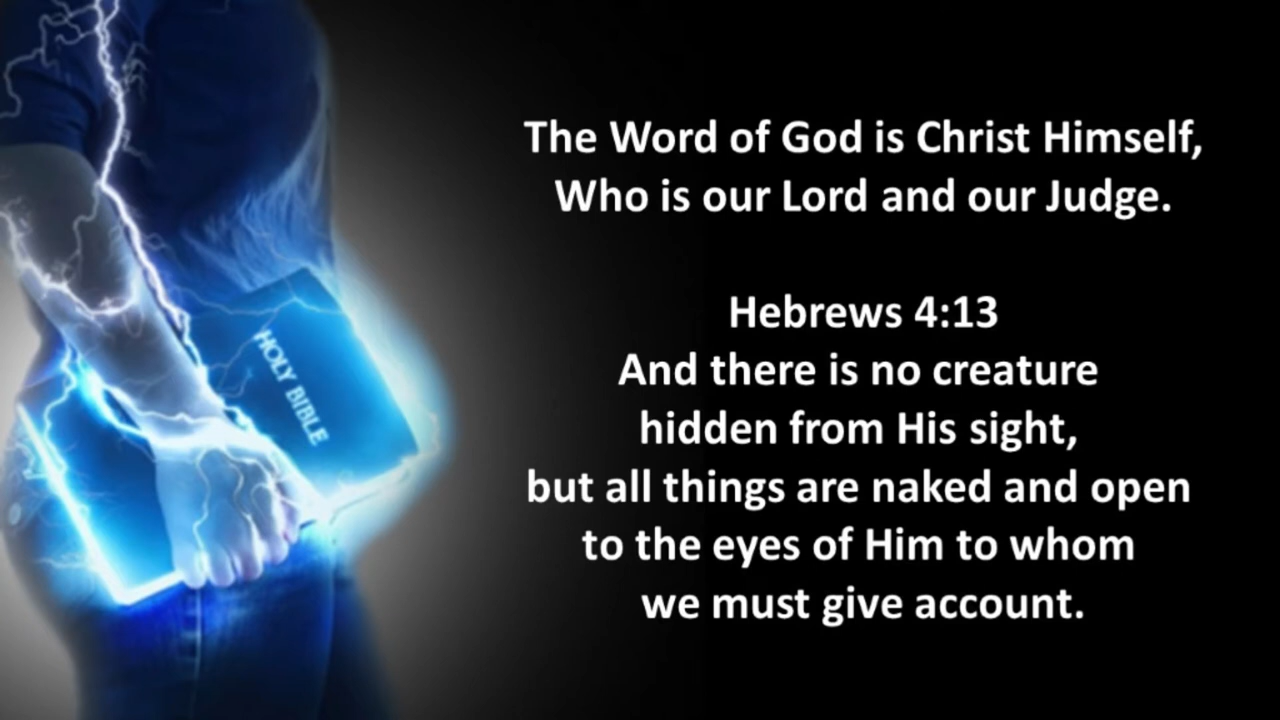 HOLY BIBLE
The Word of God is Christ Himself,
Who is our Lord and our Judge.
Hebrews 4:13
And there is no creature
hidden from His sight,
but all things are naked and open
to the eyes of Him to whom
we must give account.